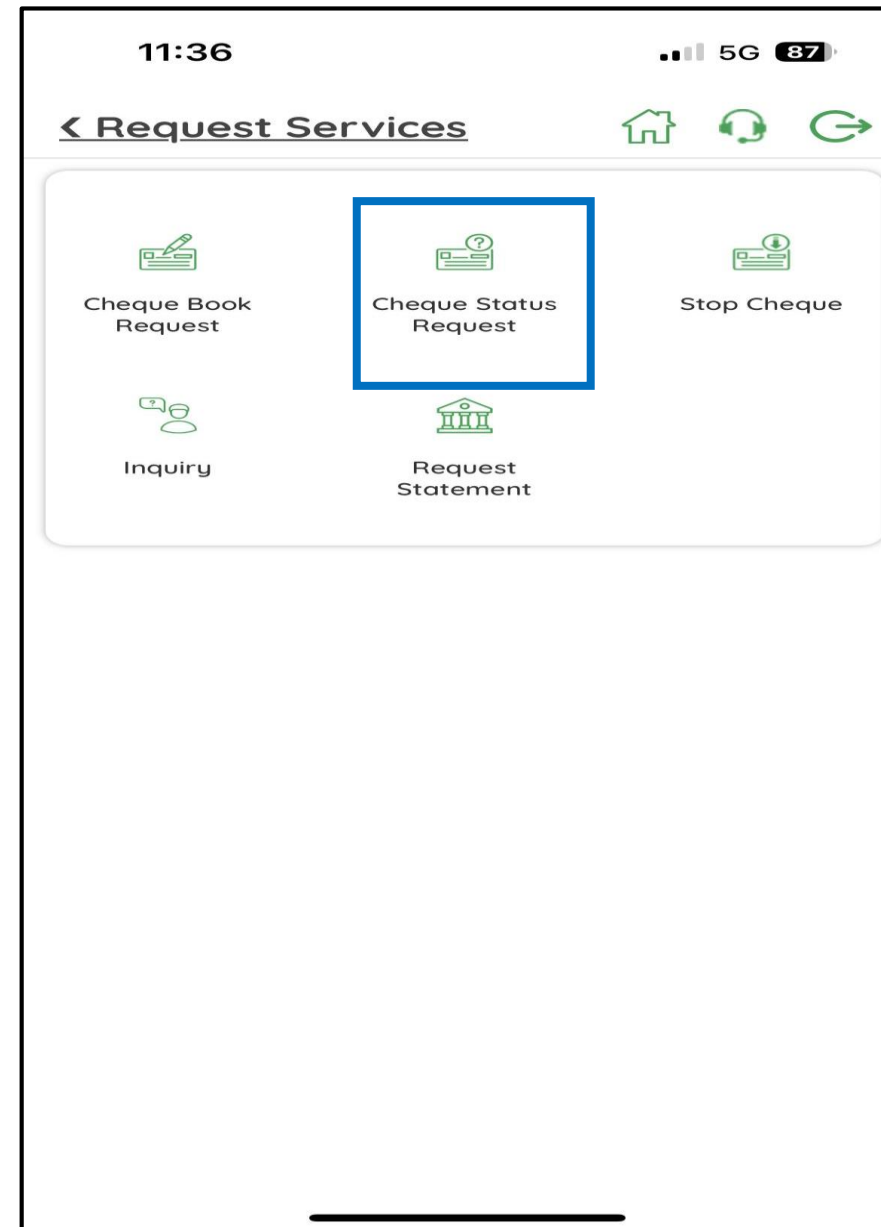 11:36 5G 87
< Request Services
Cheque Book
Request
Cheque Status
Request
Stop Cheque
Inquiry
Request
Statement